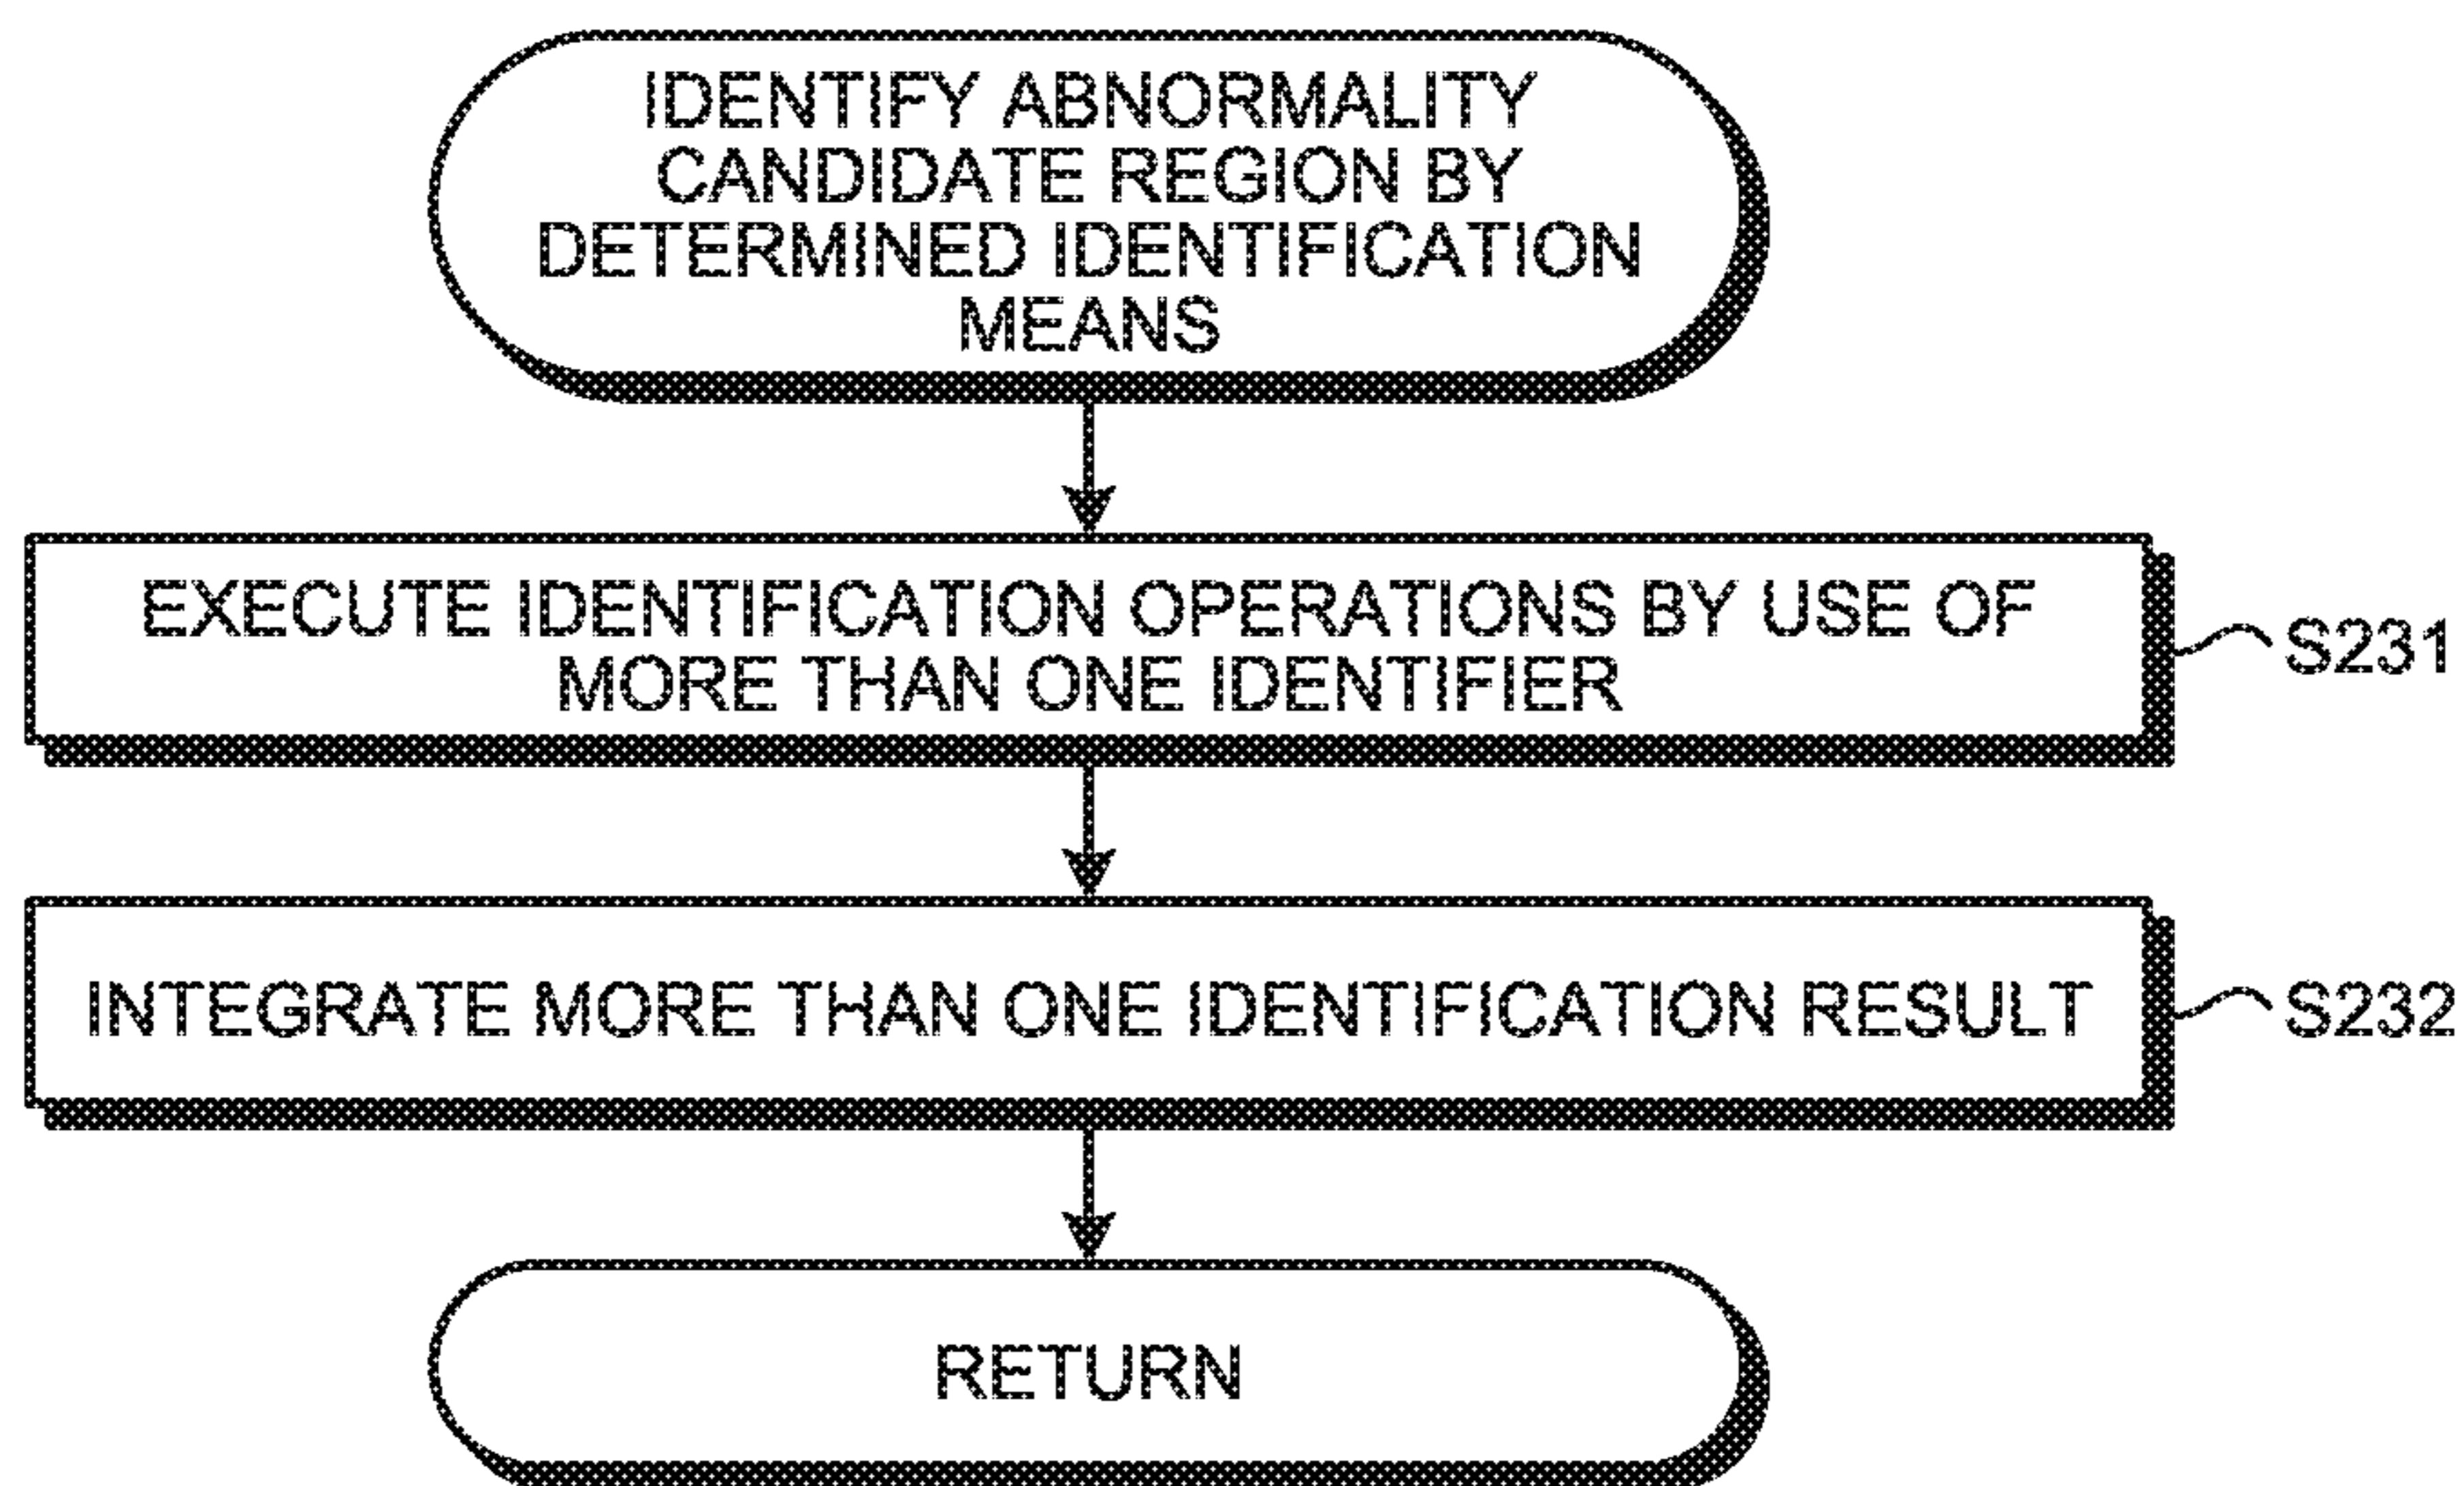 IDENTIFY ABNORMALITY
CANDIDATE REGION BY
DETERMINED IDENTIFICATION
MEANS
EXECUTE IDENTIFICATION OPERATIONS BY USE OF
MORE THAN ONE IDENTIFIER
S231
INTEGRATE MORE THAN ONE IDENTIFICATION RESULT
S232
RETURN